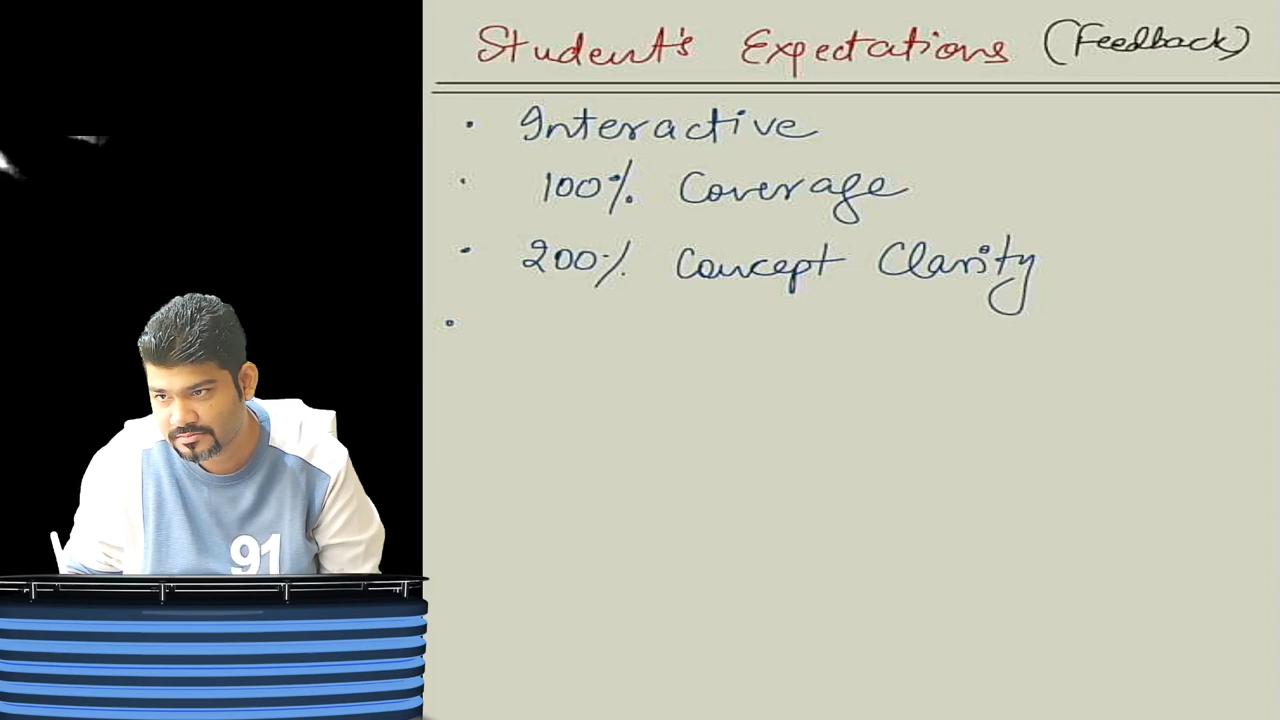 Student's Expectations (Feedback)
• Interactive
• 100% Coverage
• 200% Concept Clarity
•
91